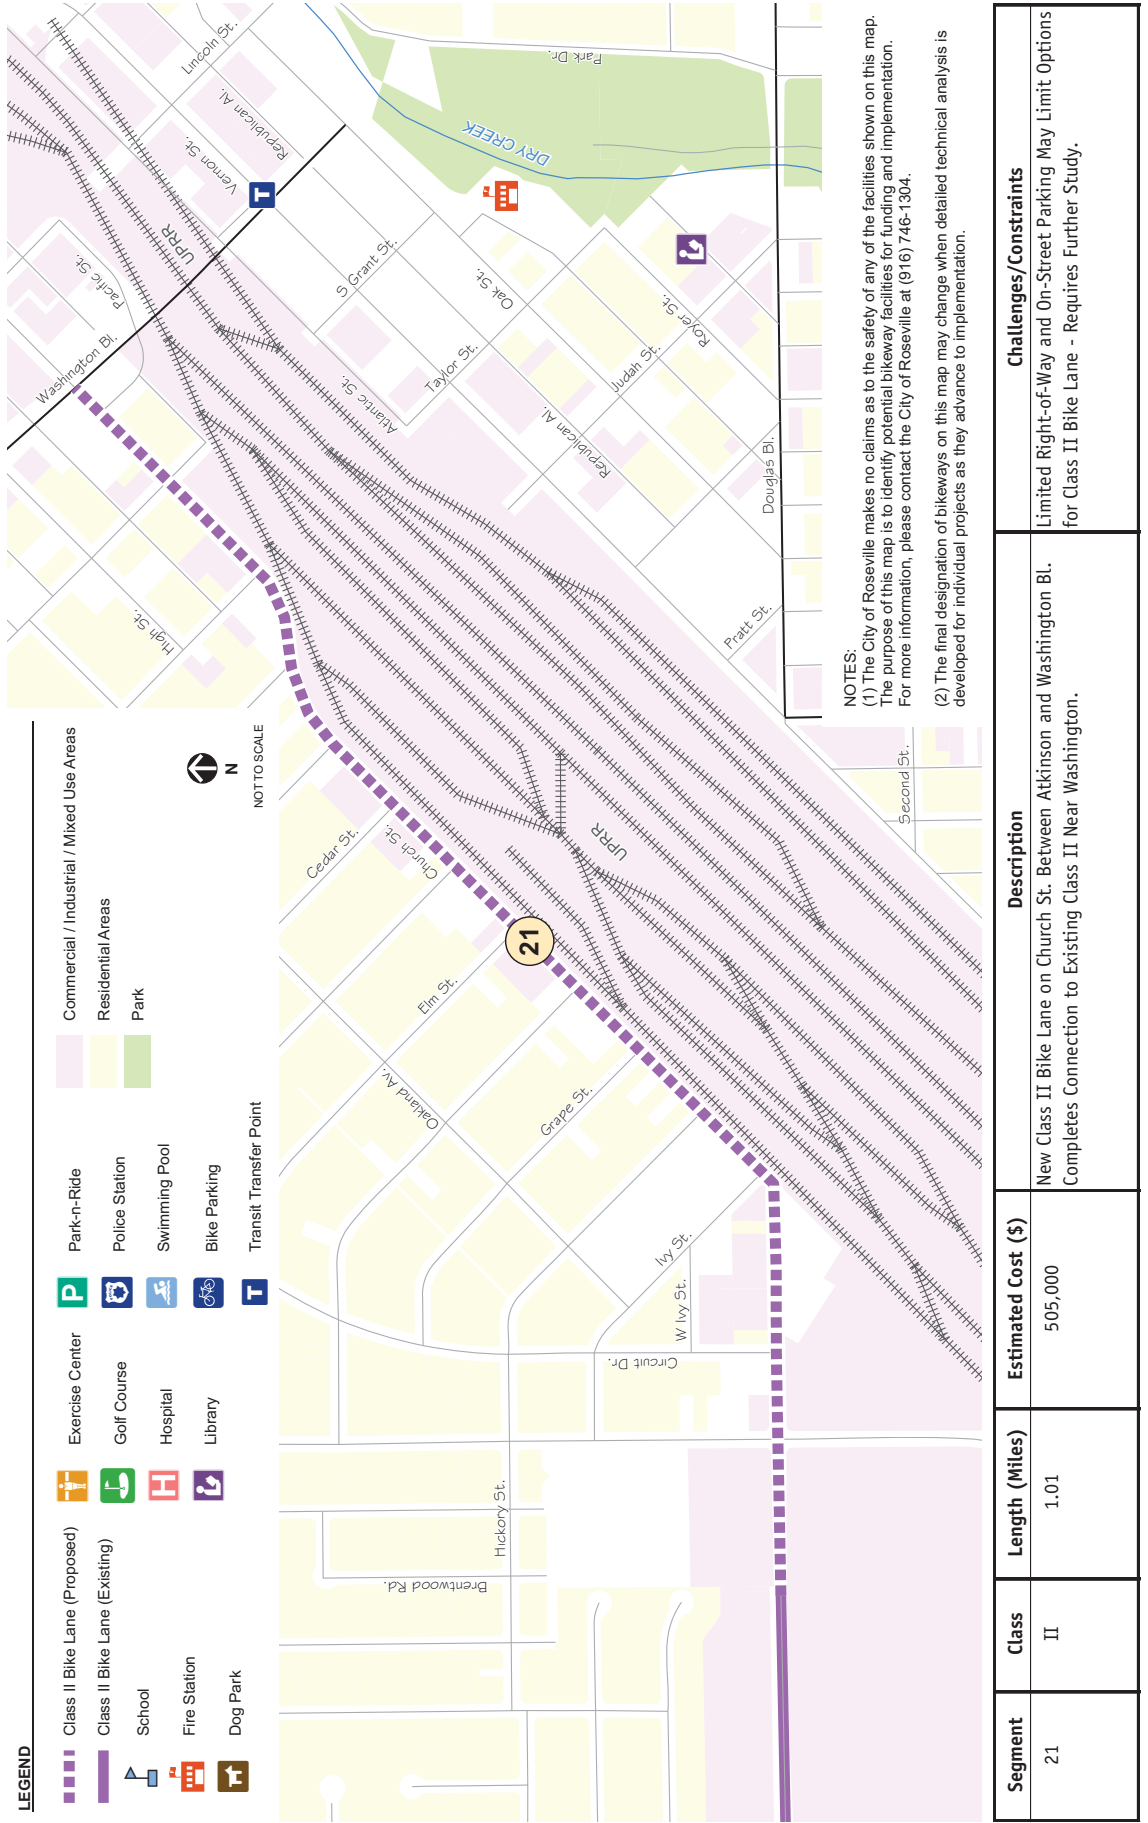 LEGEND
Class II Bike Lane (Proposed)
Class II Bike Lane (Existing)
School
Fire Station
Dog Park
Exercise Center
Golf Course
H
Hospital
Library
P
Park-n-Ride
Police Station
Swimming Pool
Bike Parking
T
Transit Transfer Point
Commercial / Industrial / Mixed Use Areas
Residential Areas
Park
N
NOT TO SCALE
Brentwood Rd.
Hickory St.
Circuit Dr.
W Ivy St.
Ivy St.
Oakland Av.
Grape St.
Elm St.
21
Church St.
Cedar St.
UPRR
Second St.
High St.
Washington Bl.
Pacific St.
UPRR
Vernon St.
T
Republican Al.
Lincoln St.
Park Dr.
DRY CREEK
S Grant St.
Oak St.
Atlantic St.
Taylor St.
Royer St.
Judah St.
Republican Al.
Douglas Bl.
Pratt St.
NOTES:
(1) The City of Roseville makes no claims as to the safety of any of the facilities shown on this map.
The purpose of this map is to identify potential bikeway facilities for funding and implementation.
For more information, please contact the City of Roseville at (916) 746-1304.
(2) The final designation of bikeways on this map may change when detailed technical analysis is
developed for individual projects as they advance to implementation.
Segment Class Length (Miles) Estimated Cost ($) Description Challenges/Constraints
21 II 1.01 505,000 New Class II Bike Lane on Church St. Between Atkinson and Washington Bl. Limited Right-of-Way and On-Street Parking May Limit Options
Completes Connection to Existing Class II Near Washington. for Class II Bike Lane - Requires Further Study.